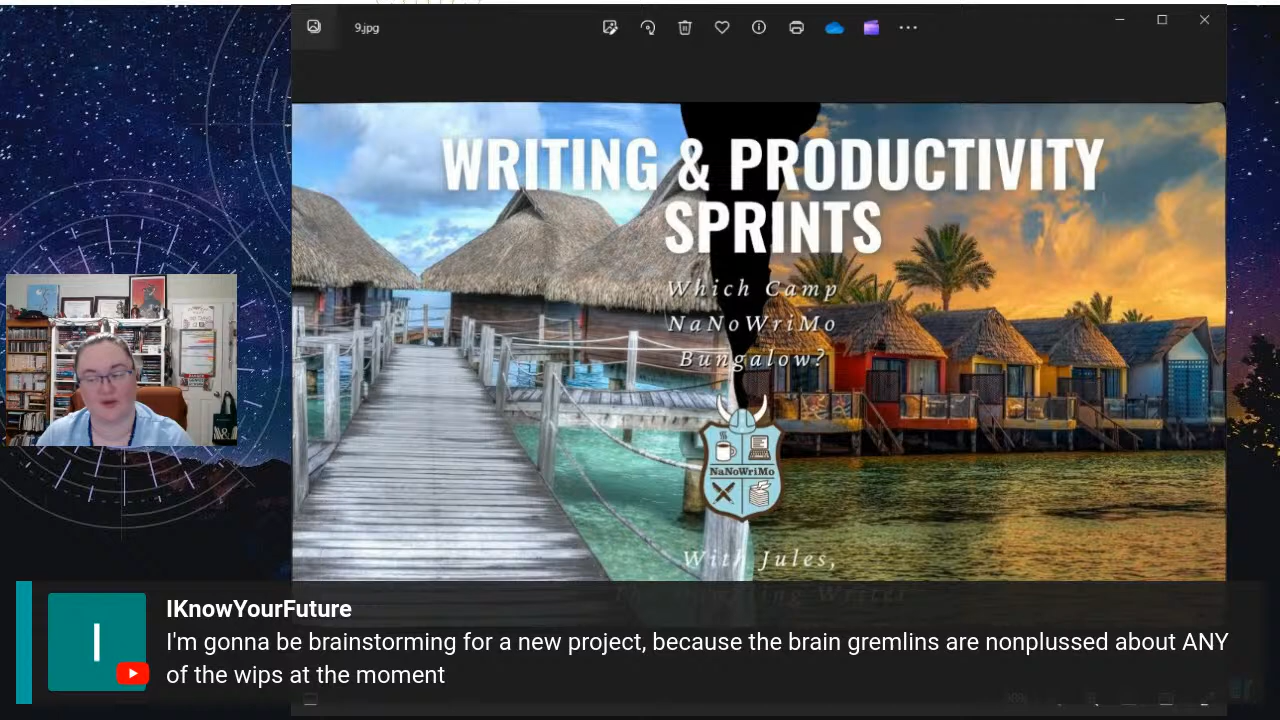 9.jpg
WRITING & PRODUCTIVITY
SPRINTS
Which Camp
NaNoWriMo
Bungalow?
NaNoWriMo
With Jules,
Writer
I
IKnowYourFuture
I'm gonna be brainstorming for a new project, because the brain gremlins are nonplussed about ANY
of the wips at the moment